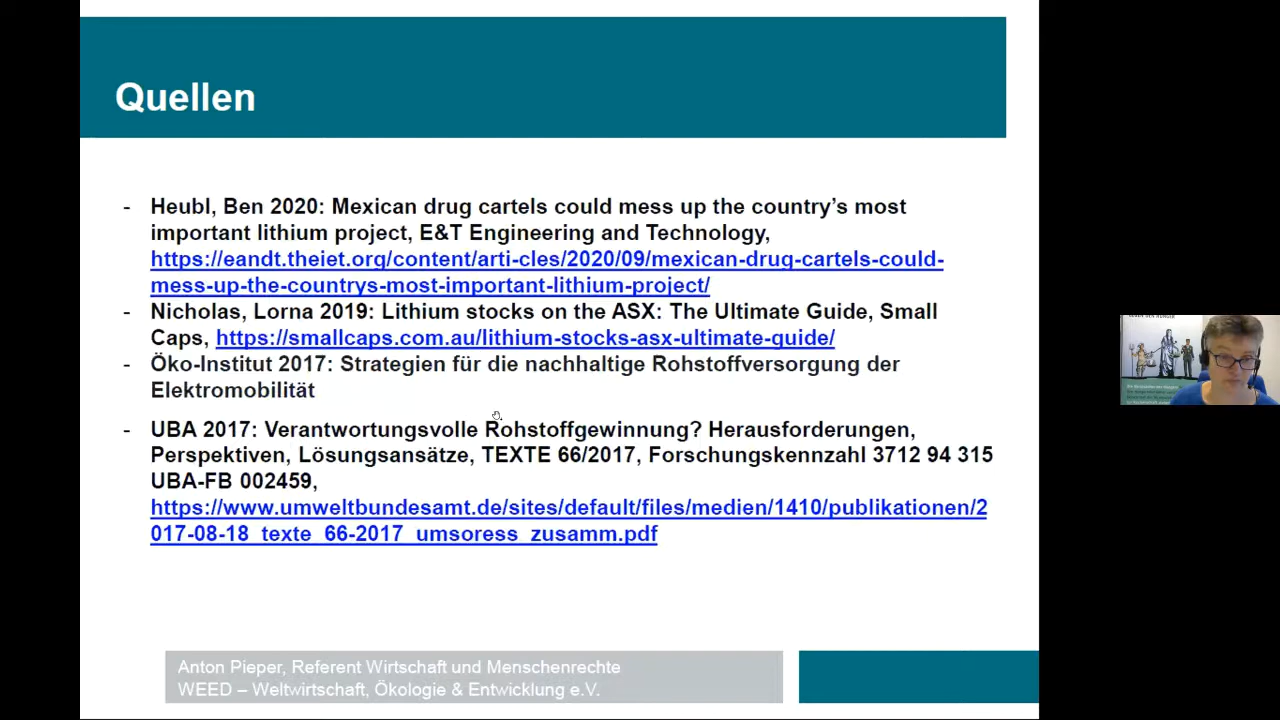 Quellen
- Heubl, Ben 2020: Mexican drug cartels could mess up the country’s most
important lithium project, E&T Engineering and Technology,
https://eandt.theiet.org/content/arti-cles/2020/09/mexican-drug-cartels-could-
mess-up-the-countrys-most-important-lithium-project/
- Nicholas, Lorna 2019: Lithium stocks on the ASX: The Ultimate Guide, Small
Caps, https://smallcaps.com.au/lithium-stocks-asx-ultimate-guide/
- Öko-Institut 2017: Strategien für die nachhaltige Rohstoffversorgung der
Elektromobilität
- UBA 2017: Verantwortungsvolle Rohstoffgewinnung? Herausforderungen,
Perspektiven, Lösungsansätze, TEXTE 66/2017, Forschungskennzahl 3712 94 315
UBA-FB 002459,
https://www.umweltbundesamt.de/sites/default/files/medien/1410/publikationen/2
017-08-18_texte_66-2017_umsoress_zusamm.pdf
Anton Pieper, Referent Wirtschaft und Menschenrechte
WEED – Weltwirtschaft, Ökologie & Entwicklung e.V.